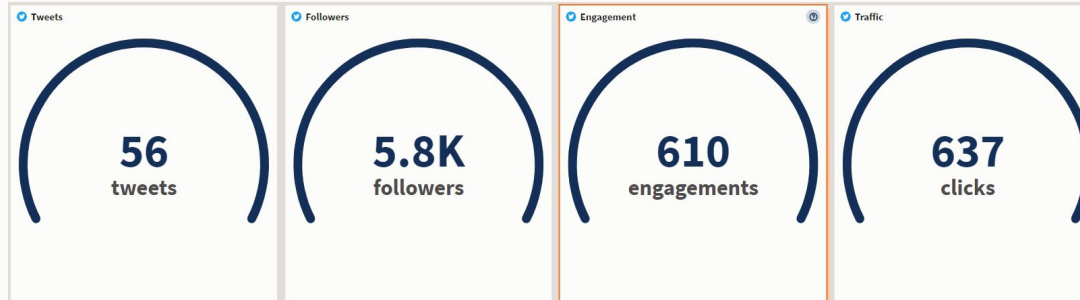 Tweets
56
tweets
Followers
5.8K
followers
Engagement
?
610
engagements
Traffic
637
clicks